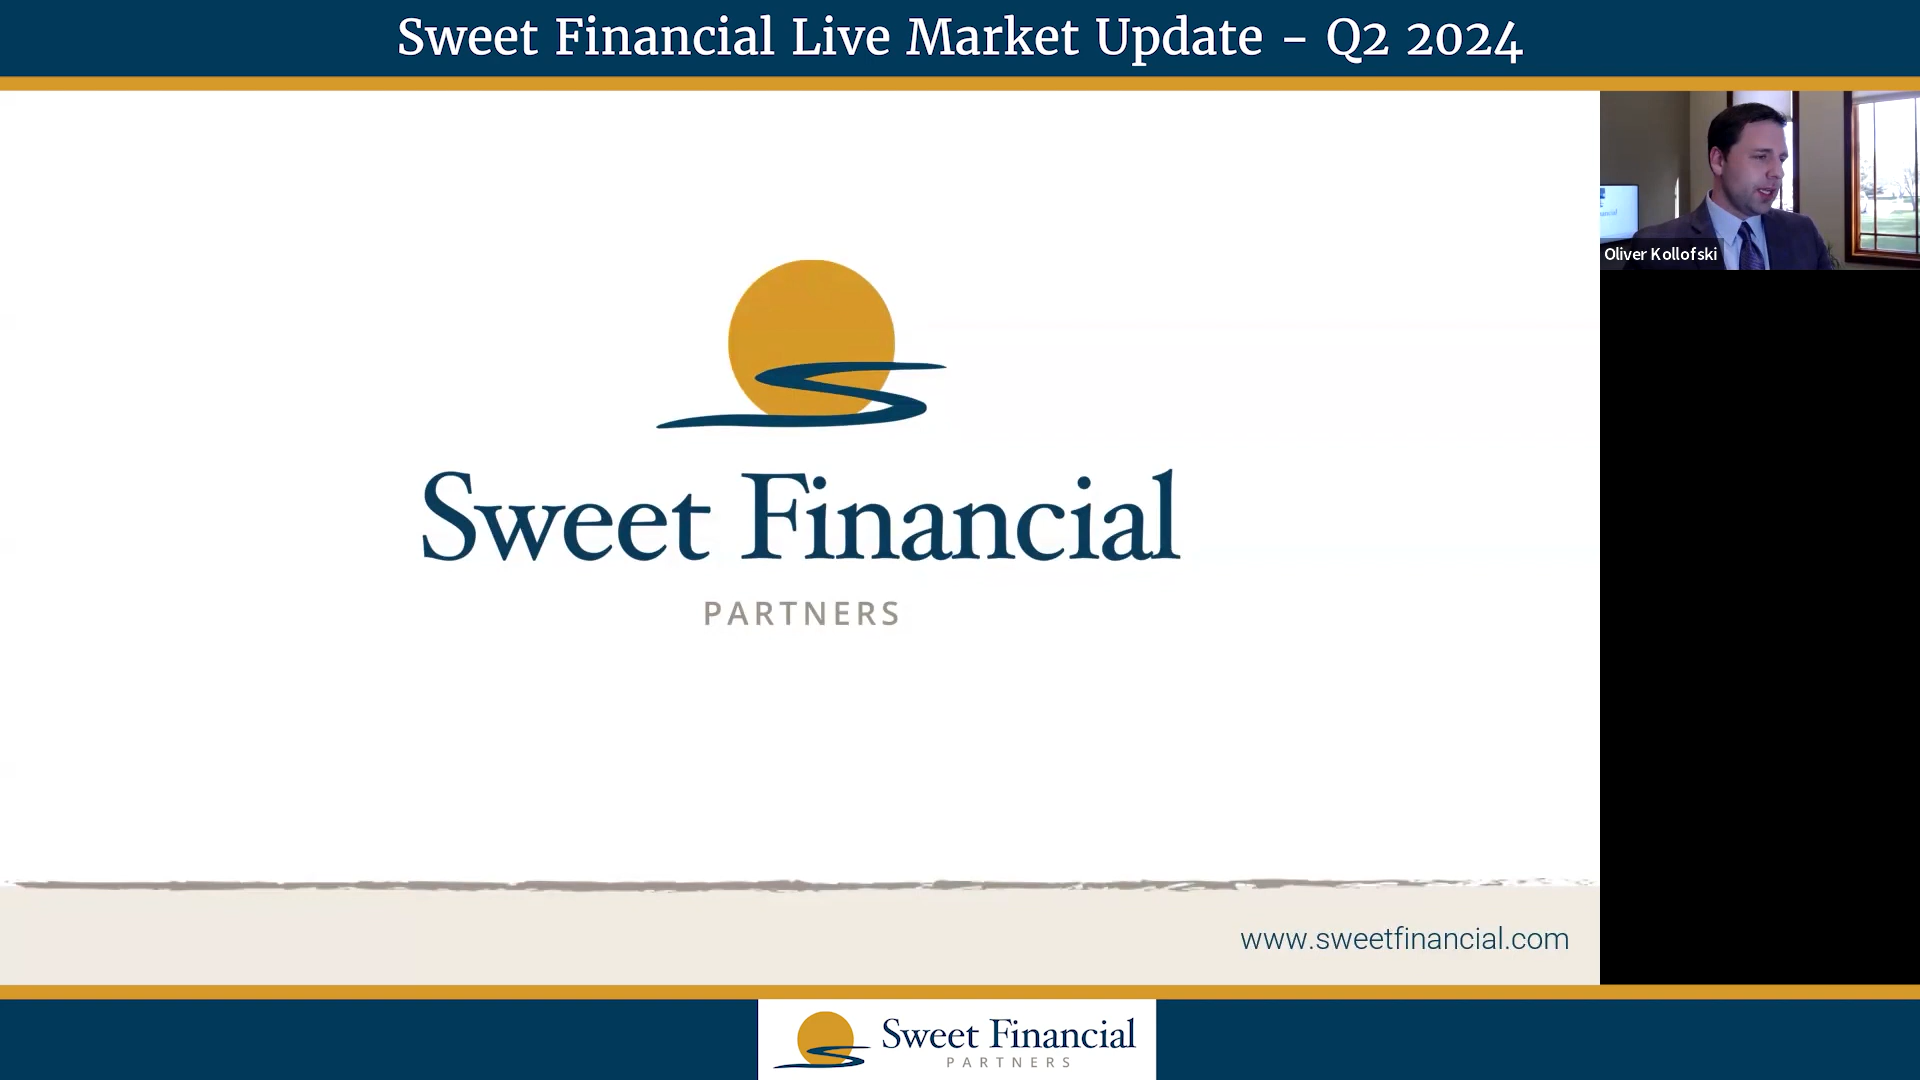 Sweet Financial Live Market Update - Q2 2024
Oliver Kollofski
Sweet Financial
PARTNERS
www.sweetfinancial.com
Sweet Financial
PARTNERS